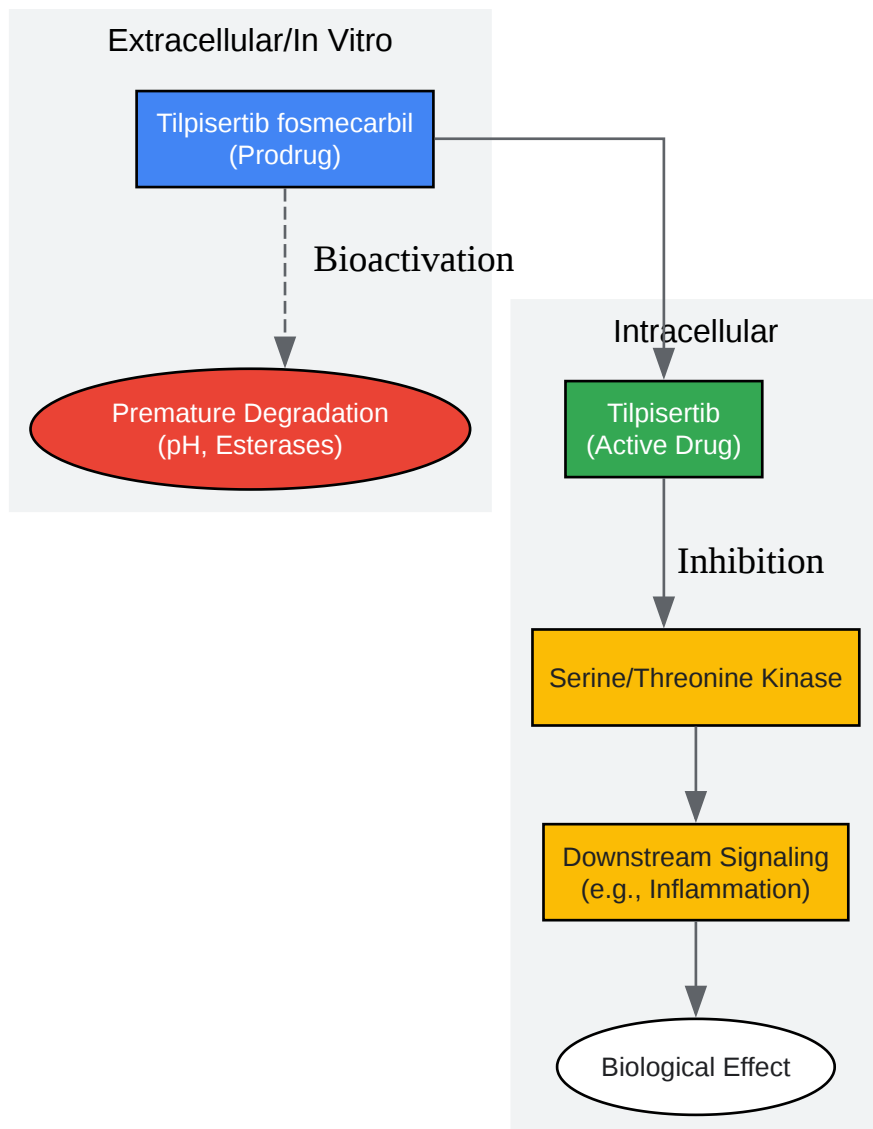 Extracellular/In Vitro
Tilpisertib fosmecarbil
(Prodrug)
Bioactivation
Premature Degradation
(pH, Esterases)
Intracellular
Tilpisertib
(Active Drug)
Inhibition
Serine/Threonine Kinase
Downstream Signaling
(e.g., Inflammation)
Biological Effect